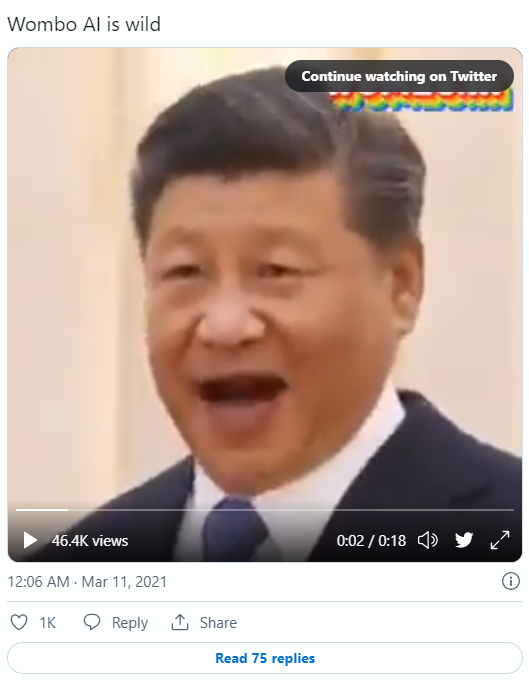 Wombo AI is wild
Continue watching on Twitter
46.4K views
0:02 / 0:18
12:06 AM · Mar 11, 2021
1K
Reply
Share
Read 75 replies